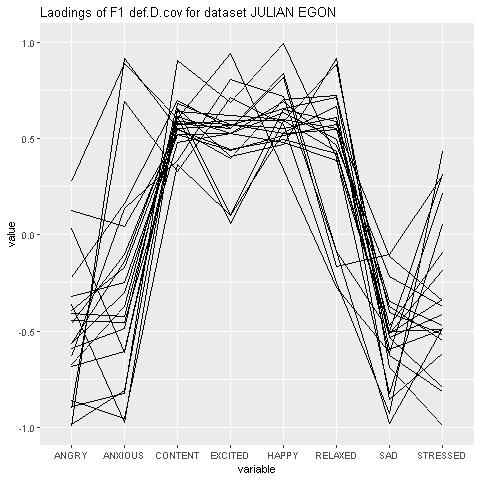 Laodings of F1 def.D.cov for dataset JULIAN EGON
1.0
0.5
0.0
-0.5
-1.0
value
ANGRY ANXIOUS CONTENT EXCITED HAPPY RELAXED SAD STRESSED
variable